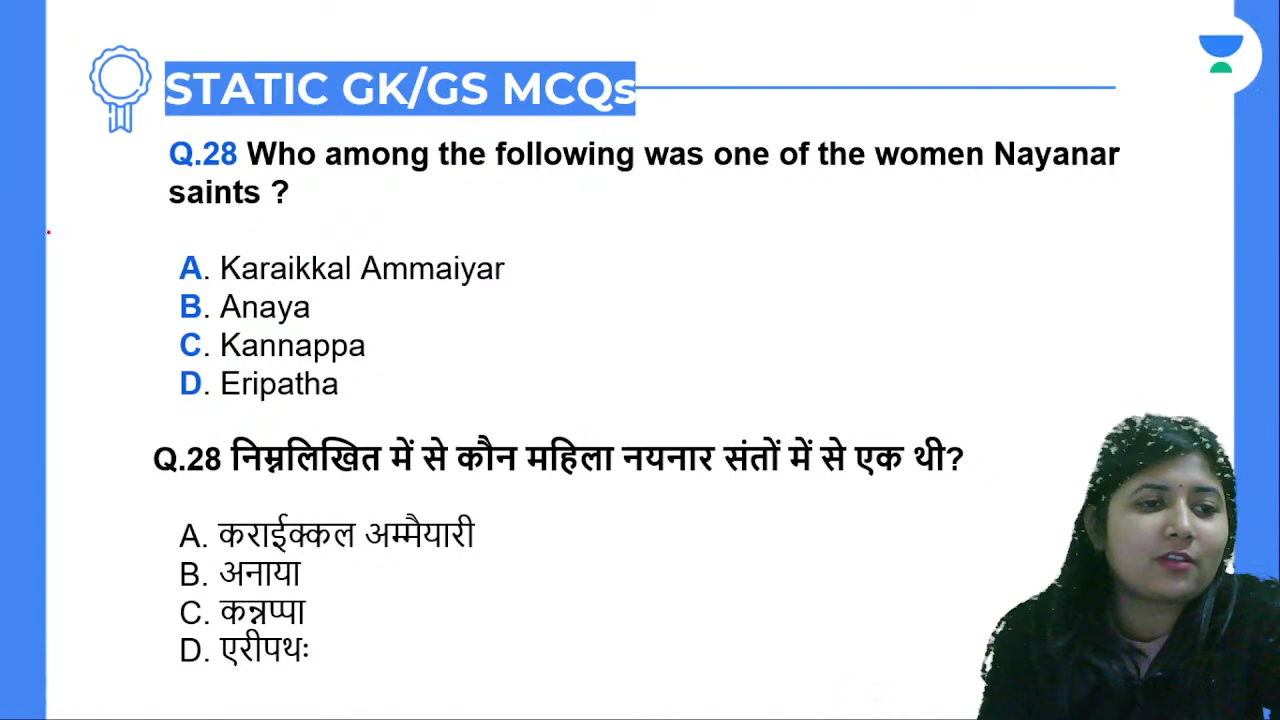 STATIC GK/GS MCQs
Q.28 Who among the following was one of the women Nayanar
saints ?
A. Karaikkal Ammaiyar
B. Anaya
C. Kannappa
D. Eripatha
Q.28 निम्नलिखित में से कौन महिला नयनार संतों में से एक थी?
A. कराईक्कल अम्मैयारी
B. अनाया
C. कन्नप्पा
D. एरीपथः